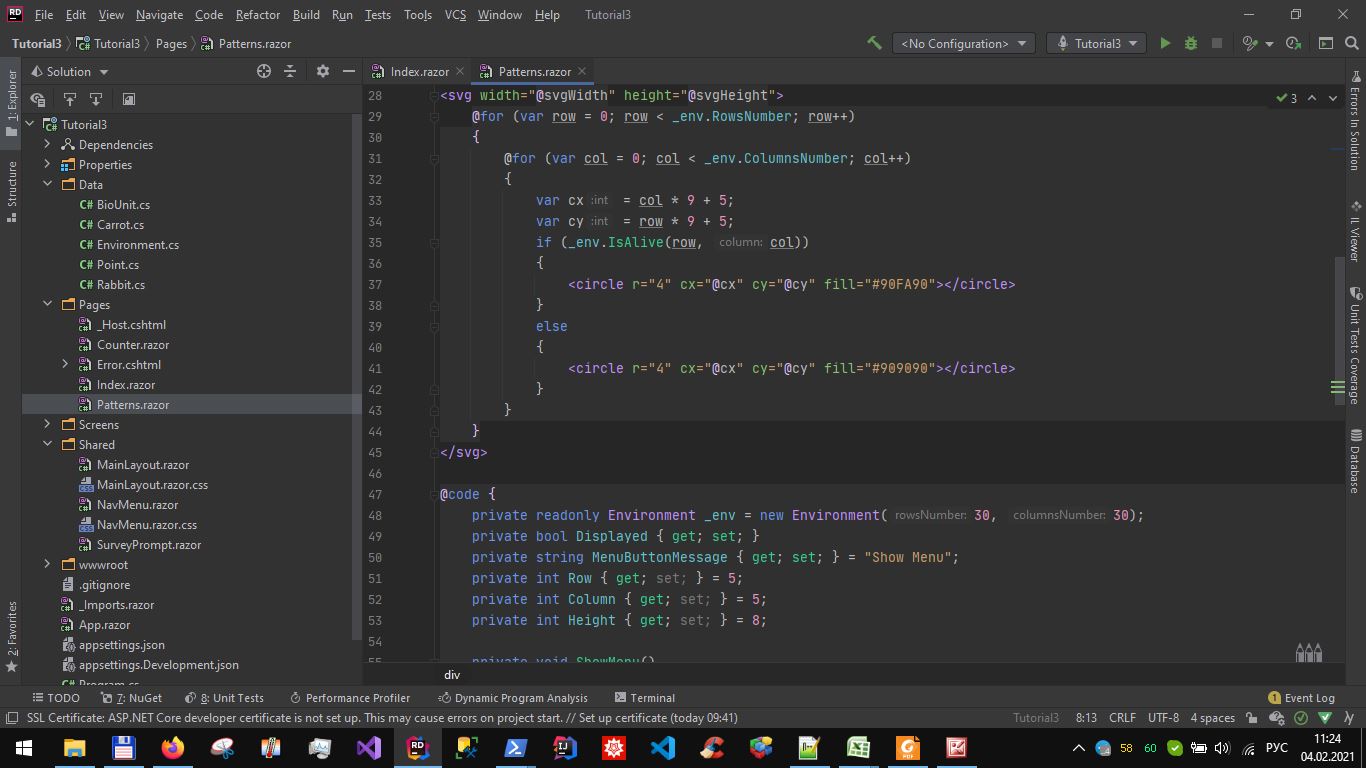 RD File Edit View Navigate Code Refactor Build Run Tests Tools VCS Window Help Tutorial3
Tutorial3 Tutorial3 Pages Patterns.razor <No Configuration> Tutorial3
Solution Index.razor Patterns.razor
1: Explorer
Structure
2: Favorites
Tutorial3
Dependencies
Properties
Data
C# BioUnit.cs
C# Carrot.cs
C# Environment.cs
C# Point.cs
C# Rabbit.cs
Pages
_Host.cshtml
Counter.razor
Error.cshtml
Index.razor
Patterns.razor
Screens
Shared
MainLayout.razor
MainLayout.razor.css
NavMenu.razor
NavMenu.razor.css
SurveyPrompt.razor
wwwroot
.gitignore
_Imports.razor
App.razor
appsettings.json
appsettings.Development.json
Program.cs
3
28 <svg width="@svgWidth" height="@svgHeight">
29 @for (var row = 0; row < _env.RowsNumber; row++)
30 {
31 @for (var col = 0; col < _env.ColumnsNumber; col++)
32 {
33 var cx :int = col * 9 + 5;
34 var cy :int = row * 9 + 5;
35 if (_env.IsAlive(row, column: col))
36 {
37 <circle r="4" cx="@cx" cy="@cy" fill="#90FA90"></circle>
38 }
39 else
40 {
41 <circle r="4" cx="@cx" cy="@cy" fill="#909090"></circle>
42 }
43 }
44 }
45 </svg>
46
47 @code {
48 private readonly Environment _env = new Environment( rowsNumber: 30, columnsNumber: 30);
49 private bool Displayed { get; set; }
50 private string MenuButtonMessage { get; set; } = "Show Menu";
51 private int Row { get; set; } = 5;
52 private int Column { get; set; } = 5;
53 private int Height { get; set; } = 8;
54
55 private void ShowMenu()
div
Errors In Solution
IL Viewer
Unit Tests Coverage
Database
TODO 7: NuGet 8: Unit Tests Performance Profiler Dynamic Program Analysis Terminal 1 Event Log
SSL Certificate: ASP.NET Core developer certificate is not set up. This may cause errors on project start. // Set up certificate (today 09:41) Tutorial3 8:13 CRLF UTF-8 4 spaces
58 60 РУС 11:24
04.02.2021